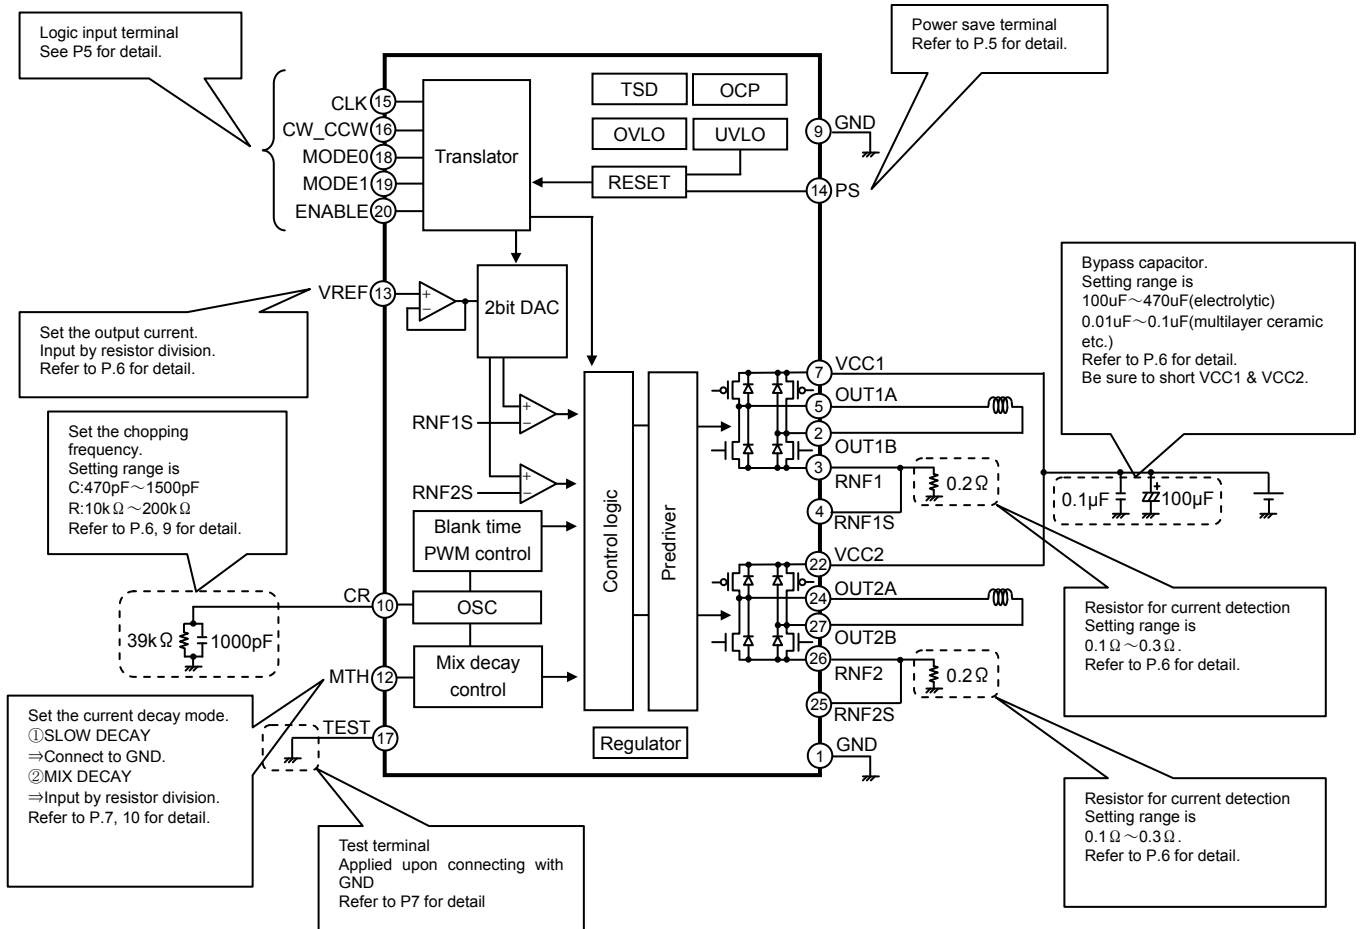 Logic input terminal
See P5 for detail.
Power save terminal
Refer to P.5 for detail.
CLK 15
CW_CCW 16
MODE0 18
MODE1 19
ENABLE 20
Translator
TSD
OCP
OVLO
UVLO
RESET
9 GND
14 PS
VREF 13
2bit DAC
Set the output current.
Input by resistor division.
Refer to P.6 for detail.
Bypass capacitor.
Setting range is
100uF～470uF(electrolytic)
0.01uF～0.1uF(multilayer ceramic
etc.)
Refer to P.6 for detail.
Be sure to short VCC1 & VCC2.
Set the chopping
frequency.
Setting range is
C:470pF～1500pF
R:10kΩ～200kΩ
Refer to P.6, 9 for detail.
RNF1S
RNF2S
Blank time
PWM control
OSC
Mix decay
control
Control logic
Predriver
Regulator
7 VCC1
5 OUT1A
2 OUT1B
3 RNF1
4 RNF1S
0.2Ω
0.1µF
+
100µF
22 VCC2
24 OUT2A
27 OUT2B
26 RNF2
25 RNF2S
0.2Ω
1 GND
CR 10
39kΩ
1000pF
MTH 12
TEST 17
Set the current decay mode.
①SLOW DECAY
⇒Connect to GND.
②MIX DECAY
⇒Input by resistor division.
Refer to P.7, 10 for detail.
Test terminal
Applied upon connecting with
GND
Refer to P7 for detail
Resistor for current detection
Setting range is
0.1Ω～0.3Ω.
Refer to P.6 for detail.
Resistor for current detection
Setting range is
0.1Ω～0.3Ω.
Refer to P.6 for detail.